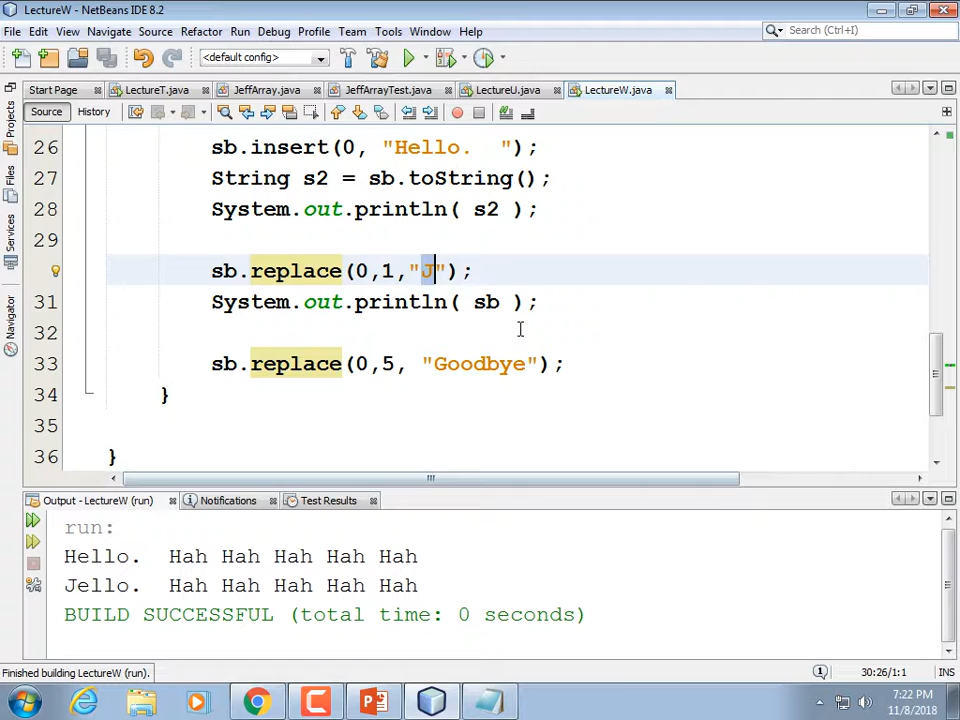 LectureW - NetBeans IDE 8.2
File Edit View Navigate Source Refactor Run Debug Profile Team Tools Window Help
Search (Ctrl+I)
<default config>
Start Page LectureT.java JeffArray.java JeffArrayTest.java LectureU.java LectureW.java
Source History
Projects
Files
Services
Navigator
26 sb.insert(0, "Hello.  ");
27 String s2 = sb.toString();
28 System.out.println( s2 );
29
sb.replace(0,1,"J");
31 System.out.println( sb );
32
33 sb.replace(0,5, "Goodbye");
34 }
35
36 }
Output - LectureW (run) Notifications Test Results
run:
Hello.  Hah Hah Hah Hah Hah
Jello.  Hah Hah Hah Hah Hah
BUILD SUCCESSFUL (total time: 0 seconds)
Finished building LectureW (run). 30:26/1:1 INS
7:22 PM
11/8/2018